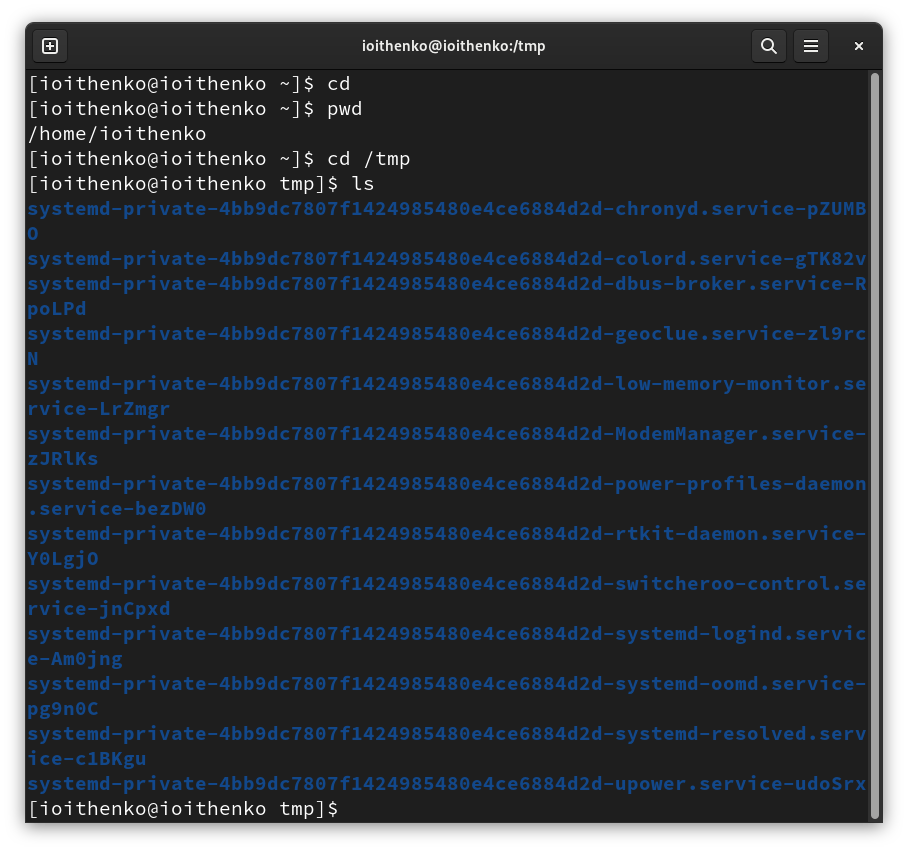 ioithenko@ioithenko:/tmp
[ioithenko@ioithenko ~]$ cd
[ioithenko@ioithenko ~]$ pwd
/home/ioithenko
[ioithenko@ioithenko ~]$ cd /tmp
[ioithenko@ioithenko tmp]$ ls
systemd-private-4bb9dc7807f1424985480e4ce6884d2d-chronyd.service-pZUMB
O
systemd-private-4bb9dc7807f1424985480e4ce6884d2d-colord.service-gTK82v
systemd-private-4bb9dc7807f1424985480e4ce6884d2d-dbus-broker.service-R
poLPd
systemd-private-4bb9dc7807f1424985480e4ce6884d2d-geoclue.service-zl9rc
N
systemd-private-4bb9dc7807f1424985480e4ce6884d2d-low-memory-monitor.se
rvice-LrZmgr
systemd-private-4bb9dc7807f1424985480e4ce6884d2d-ModemManager.service-
zJRlKs
systemd-private-4bb9dc7807f1424985480e4ce6884d2d-power-profiles-daemon
.service-bezDW0
systemd-private-4bb9dc7807f1424985480e4ce6884d2d-rtkit-daemon.service-
Y0LgjO
systemd-private-4bb9dc7807f1424985480e4ce6884d2d-switcheroo-control.se
rvice-jnCpxd
systemd-private-4bb9dc7807f1424985480e4ce6884d2d-systemd-logind.servic
e-Am0jng
systemd-private-4bb9dc7807f1424985480e4ce6884d2d-systemd-oomd.service-
pg9n0C
systemd-private-4bb9dc7807f1424985480e4ce6884d2d-systemd-resolved.serv
ice-c1BKgu
systemd-private-4bb9dc7807f1424985480e4ce6884d2d-upower.service-udoSrx
[ioithenko@ioithenko tmp]$